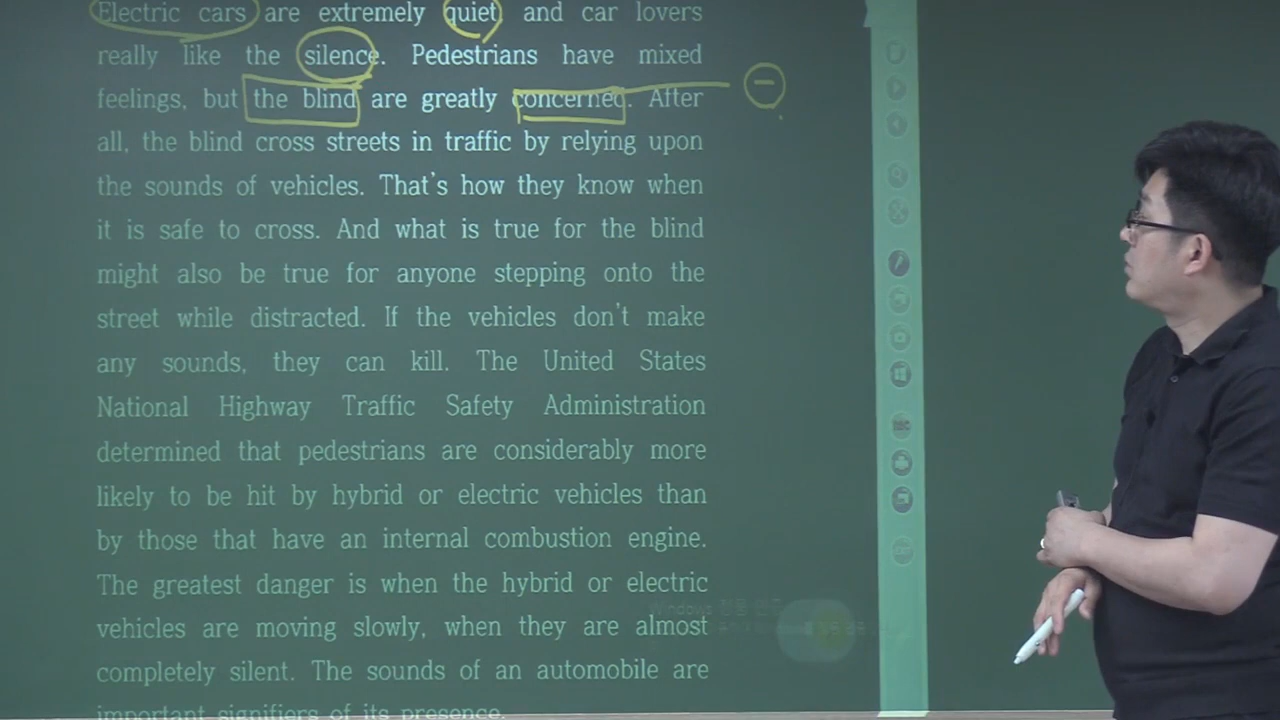 Electric cars are extremely quiet, and car lovers
really like the silence. Pedestrians have mixed
feelings, but the blind are greatly concerned. After
all, the blind cross streets in traffic by relying upon
the sounds of vehicles. That's how they know when
it is safe to cross. And what is true for the blind
might also be true for anyone stepping onto the
street while distracted. If the vehicles don't make
any sounds, they can kill. The United States
National Highway Traffic Safety Administration
determined that pedestrians are considerably more
likely to be hit by hybrid or electric vehicles than
by those that have an internal combustion engine.
The greatest danger is when the hybrid or electric
vehicles are moving slowly, when they are almost
completely silent. The sounds of an automobile are
important signifiers of its presence.
Windows